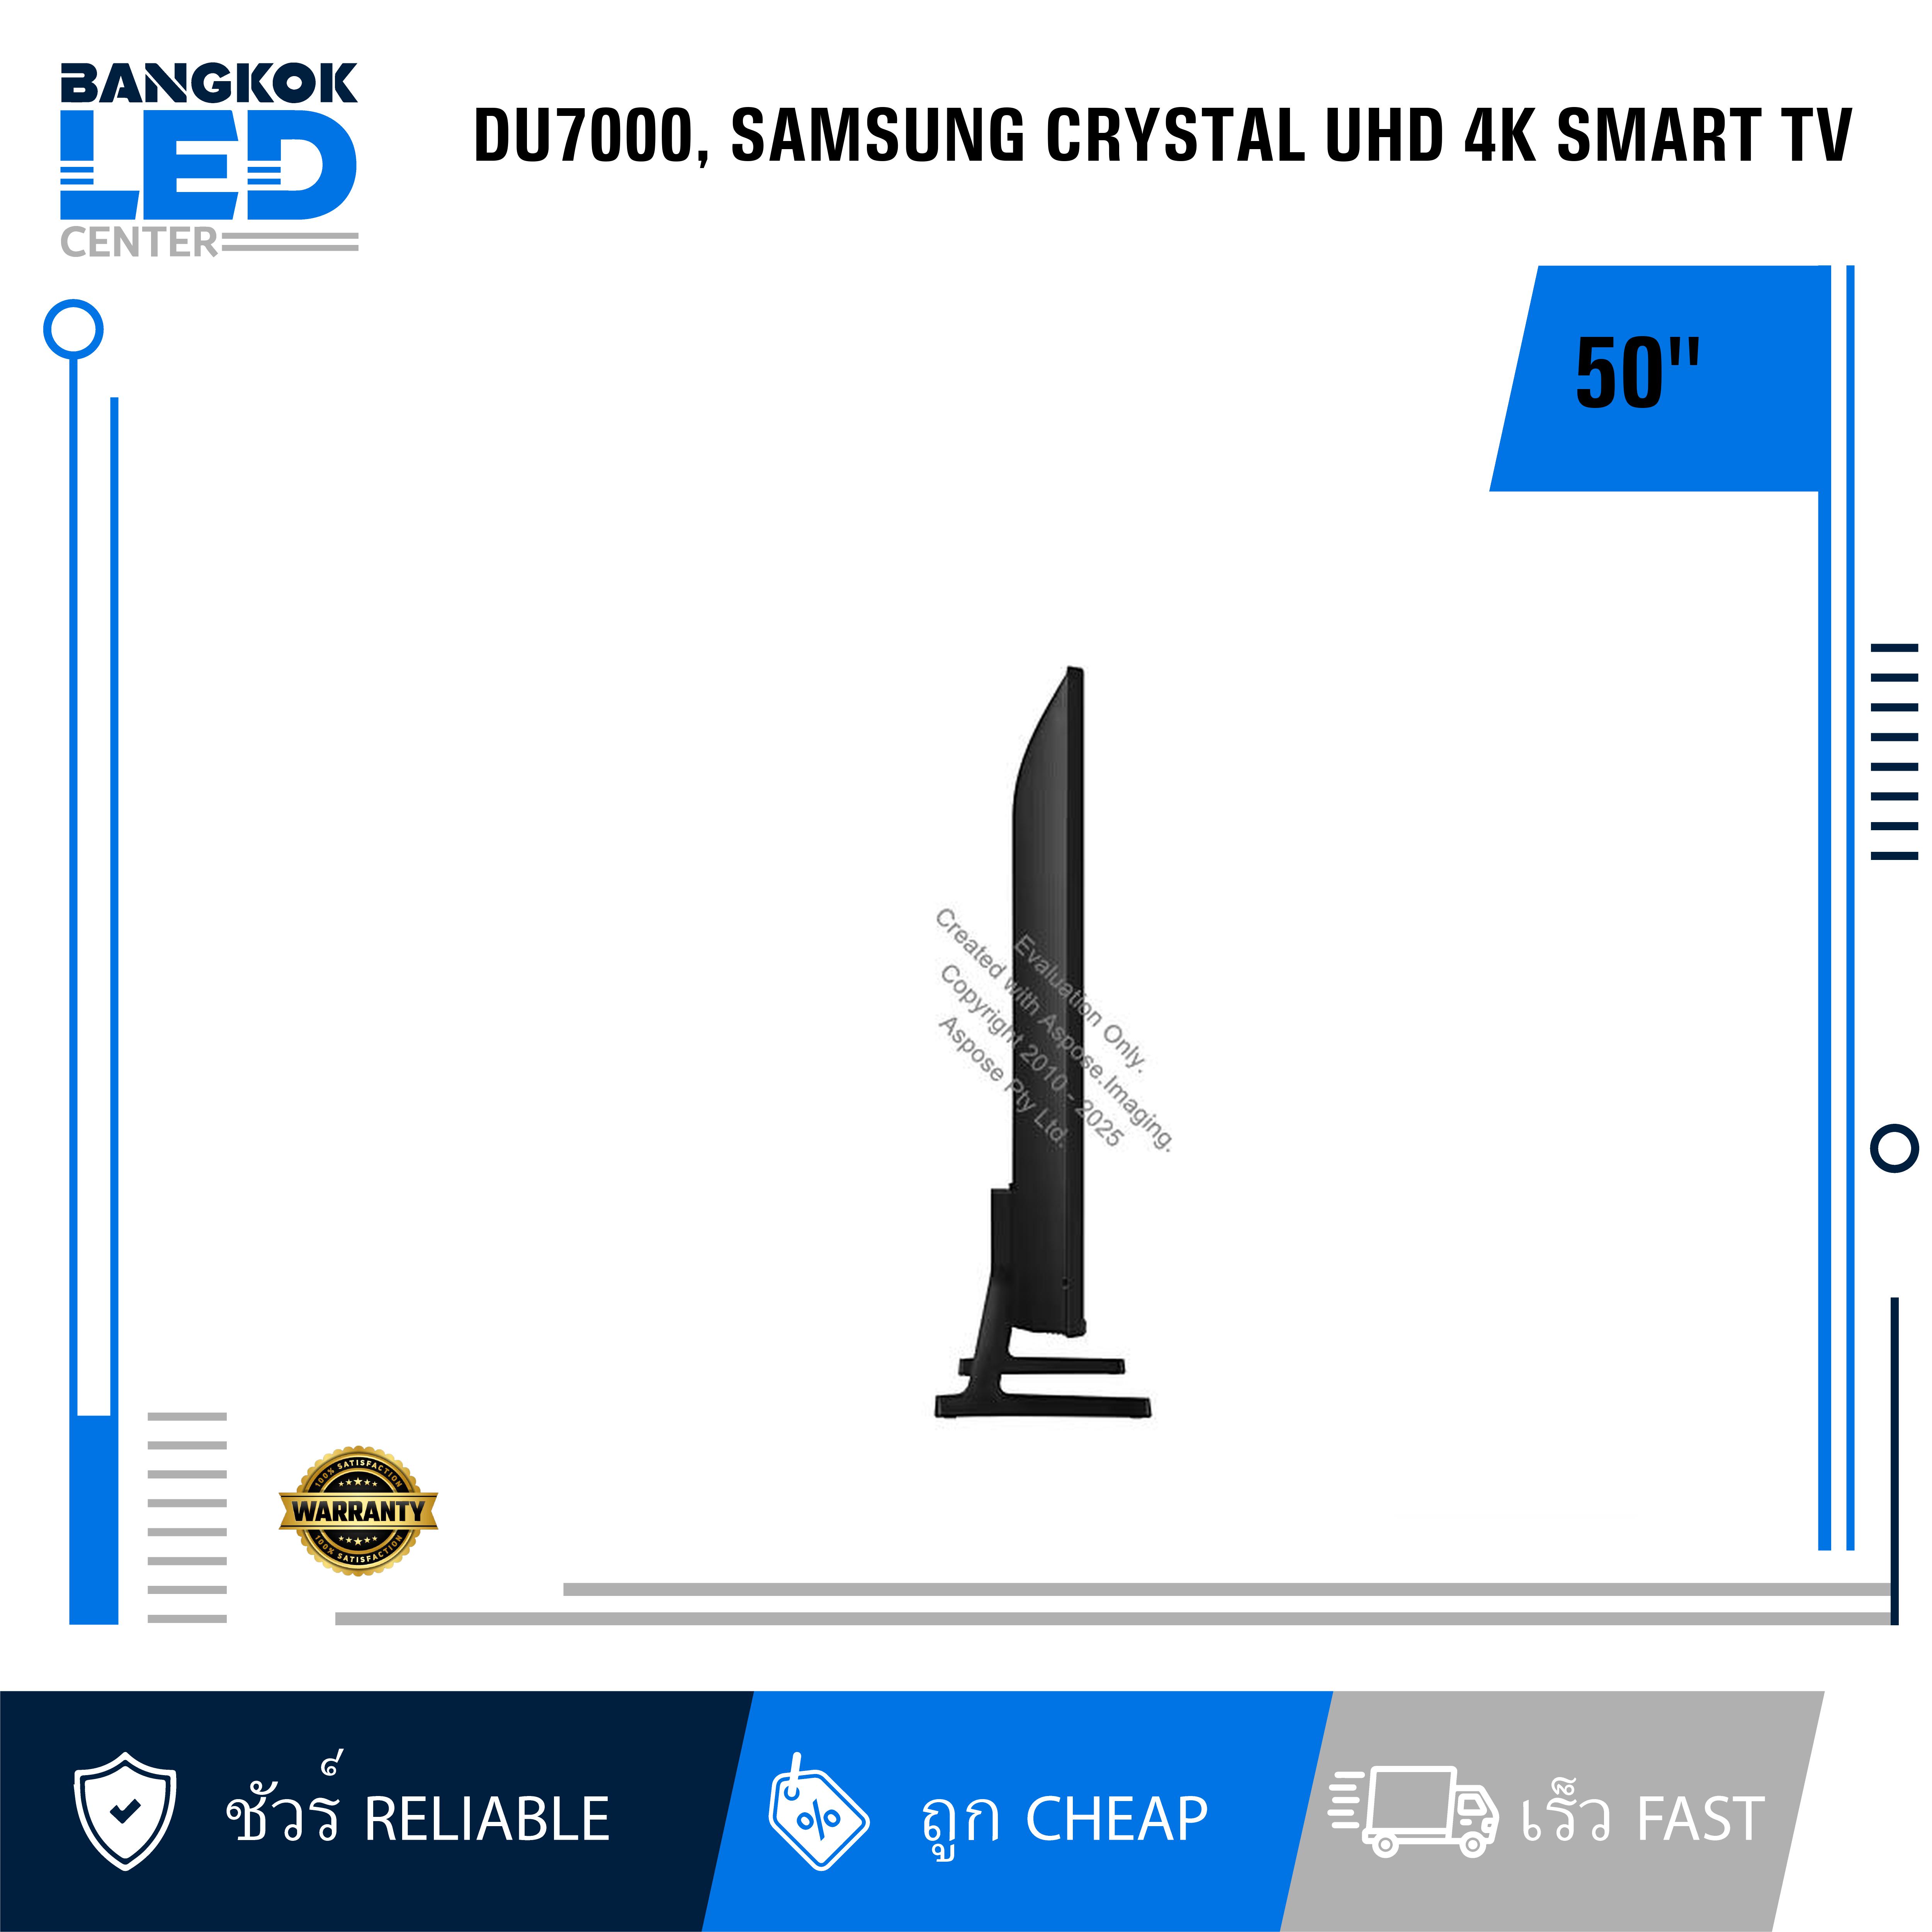 BANGKOK
LED
CENTER
DU7000, SAMSUNG CRYSTAL UHD 4K SMART TV
50"
Evaluation Only.
Created with Aspose.Imaging.
Copyright 2010 - 2025
Aspose Pty Ltd.
100% SATISFACTION
WARRANTY
100% SATISFACTION
ชัวร์ RELIABLE
%
ถูก CHEAP
เร็ว FAST